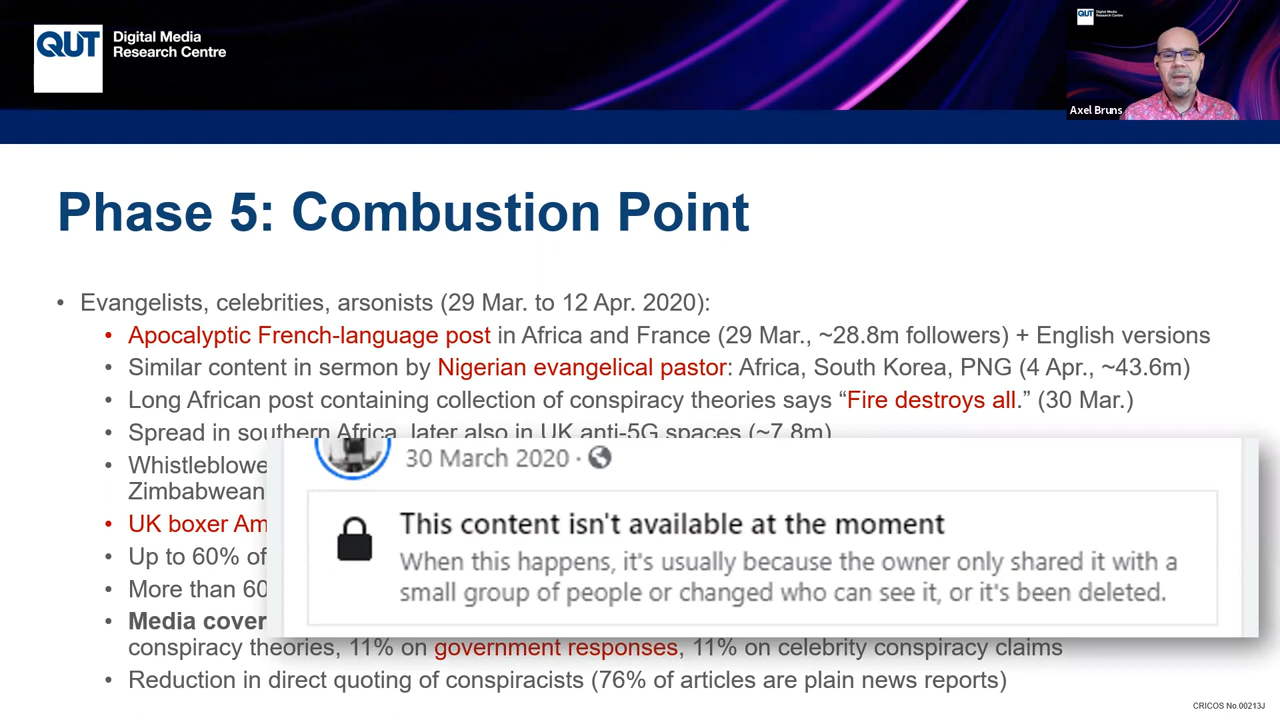 QUT
Digital Media
Research Centre
QUT
Digital Media
Research Centre
Axel Bruns
Phase 5: Combustion Point
• Evangelists, celebrities, arsonists (29 Mar. to 12 Apr. 2020):
• Apocalyptic French-language post in Africa and France (29 Mar., ~28.8m followers) + English versions
• Similar content in sermon by Nigerian evangelical pastor: Africa, South Korea, PNG (4 Apr., ~43.6m)
• Long African post containing collection of conspiracy theories says “Fire destroys all.” (30 Mar.)
• Spread in southern Africa, later also in UK anti-5G spaces (~7.8m)
• Whistleblowe
Zimbabwean
• UK boxer Am
• Up to 60% of
• More than 60
• Media cover
conspiracy theories, 11% on government responses, 11% on celebrity conspiracy claims
• Reduction in direct quoting of conspiracists (76% of articles are plain news reports)
30 March 2020 ·
This content isn't available at the moment
When this happens, it's usually because the owner only shared it with a
small group of people or changed who can see it, or it's been deleted.
CRICOS No.00213J